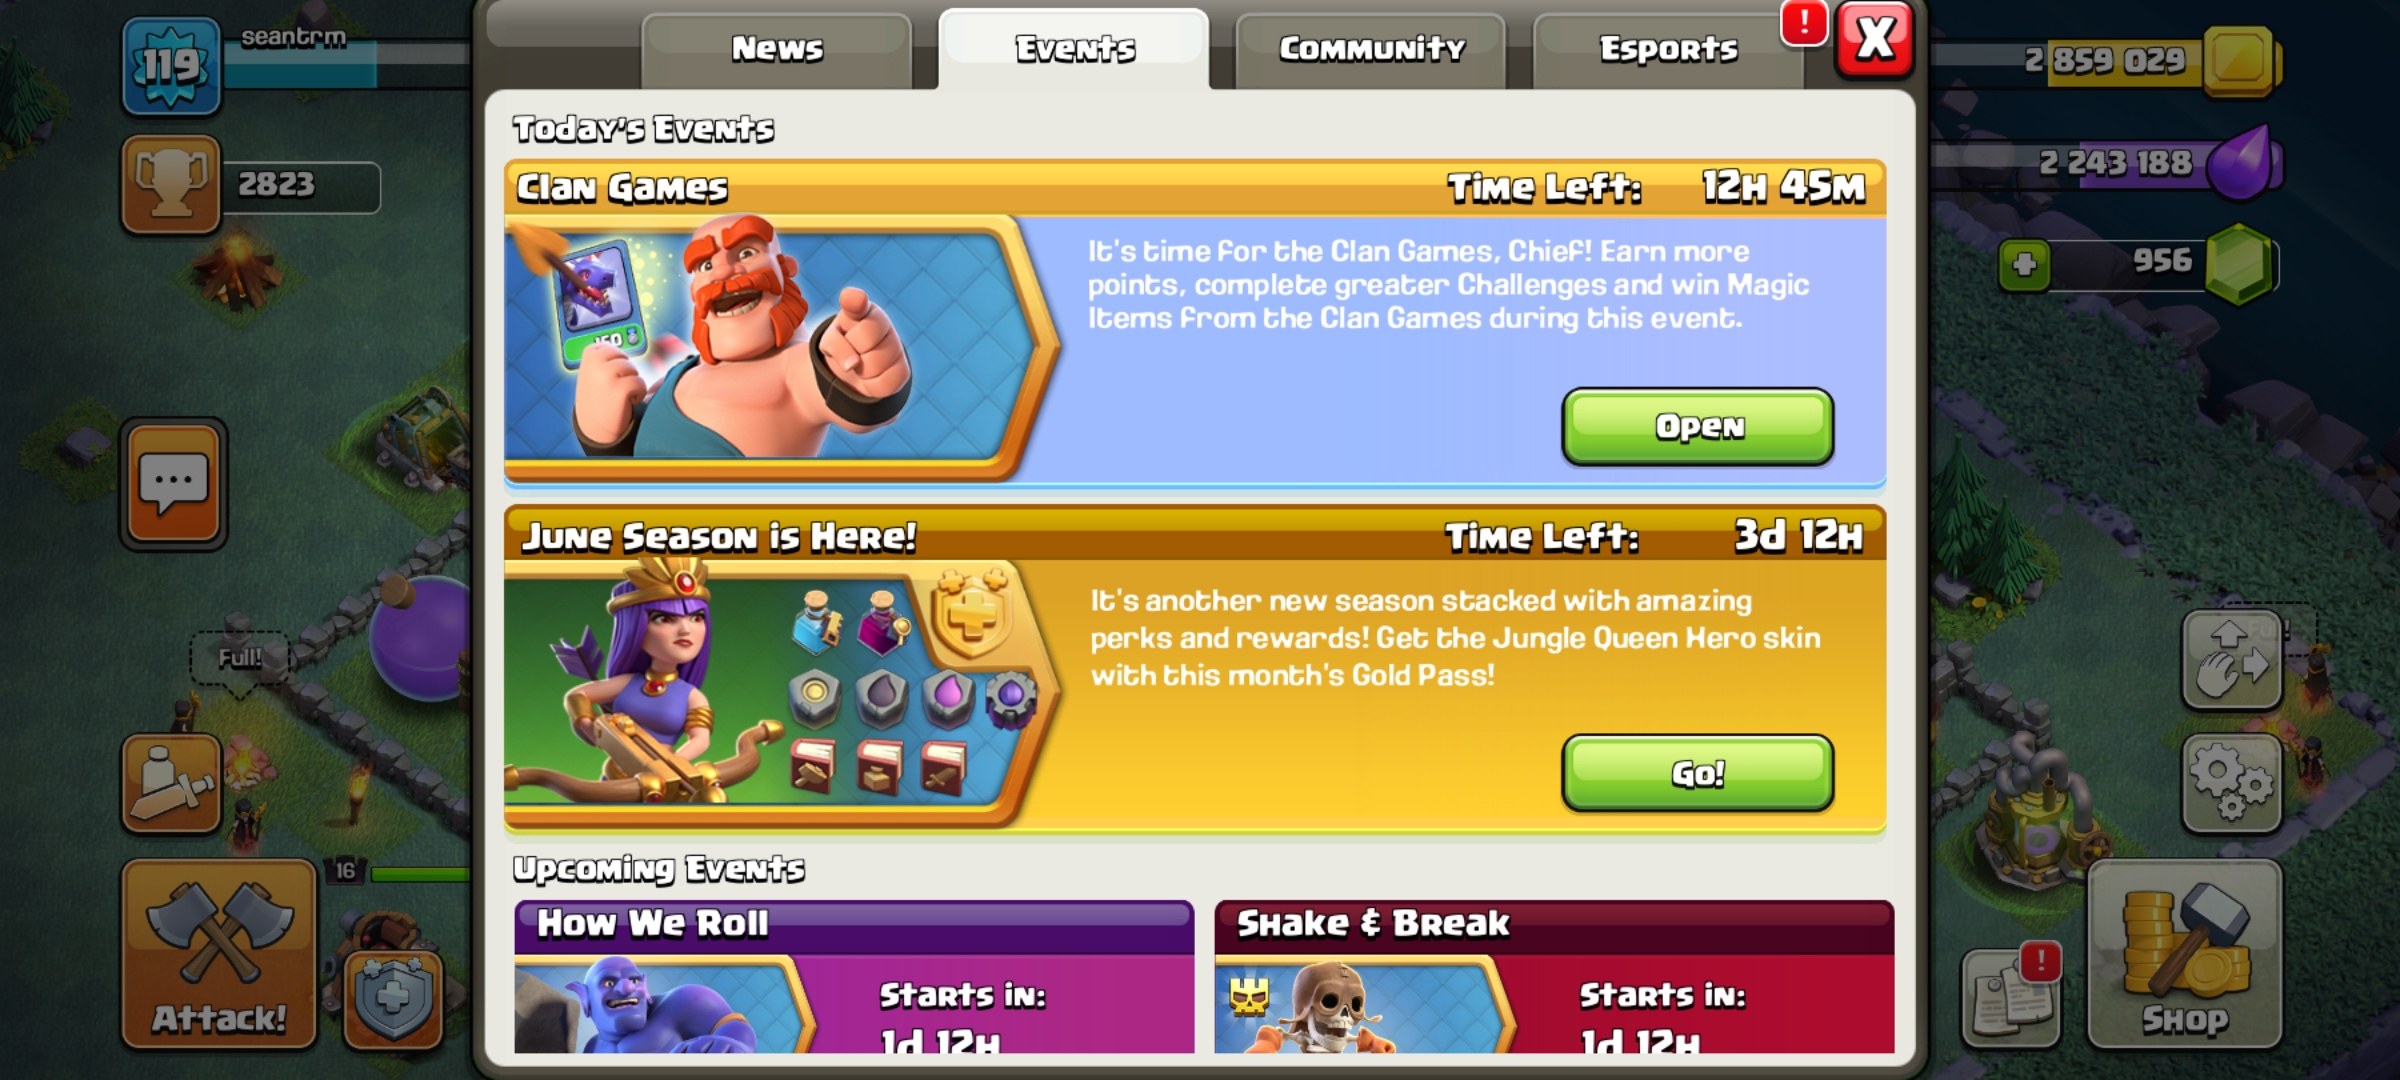 119
seantrm
2823
News
Events
Community
Esports
!
X
2 859 029
2 243 188
956
Today's Events
Clan Games
Time Left: 12H 45M
150
It's time for the Clan Games, Chief! Earn more
points, complete greater Challenges and win Magic
Items from the Clan Games during this event.
Open
June Season is Here!
Time Left: 3d 12H
It's another new season stacked with amazing
perks and rewards! Get the Jungle Queen Hero skin
with this month's Gold Pass!
Go!
Full!
Upcoming Events
How We Roll
Starts in:
1d 12H
Shake & Break
Starts in:
1d 12H
16
Attack!
!
Shop